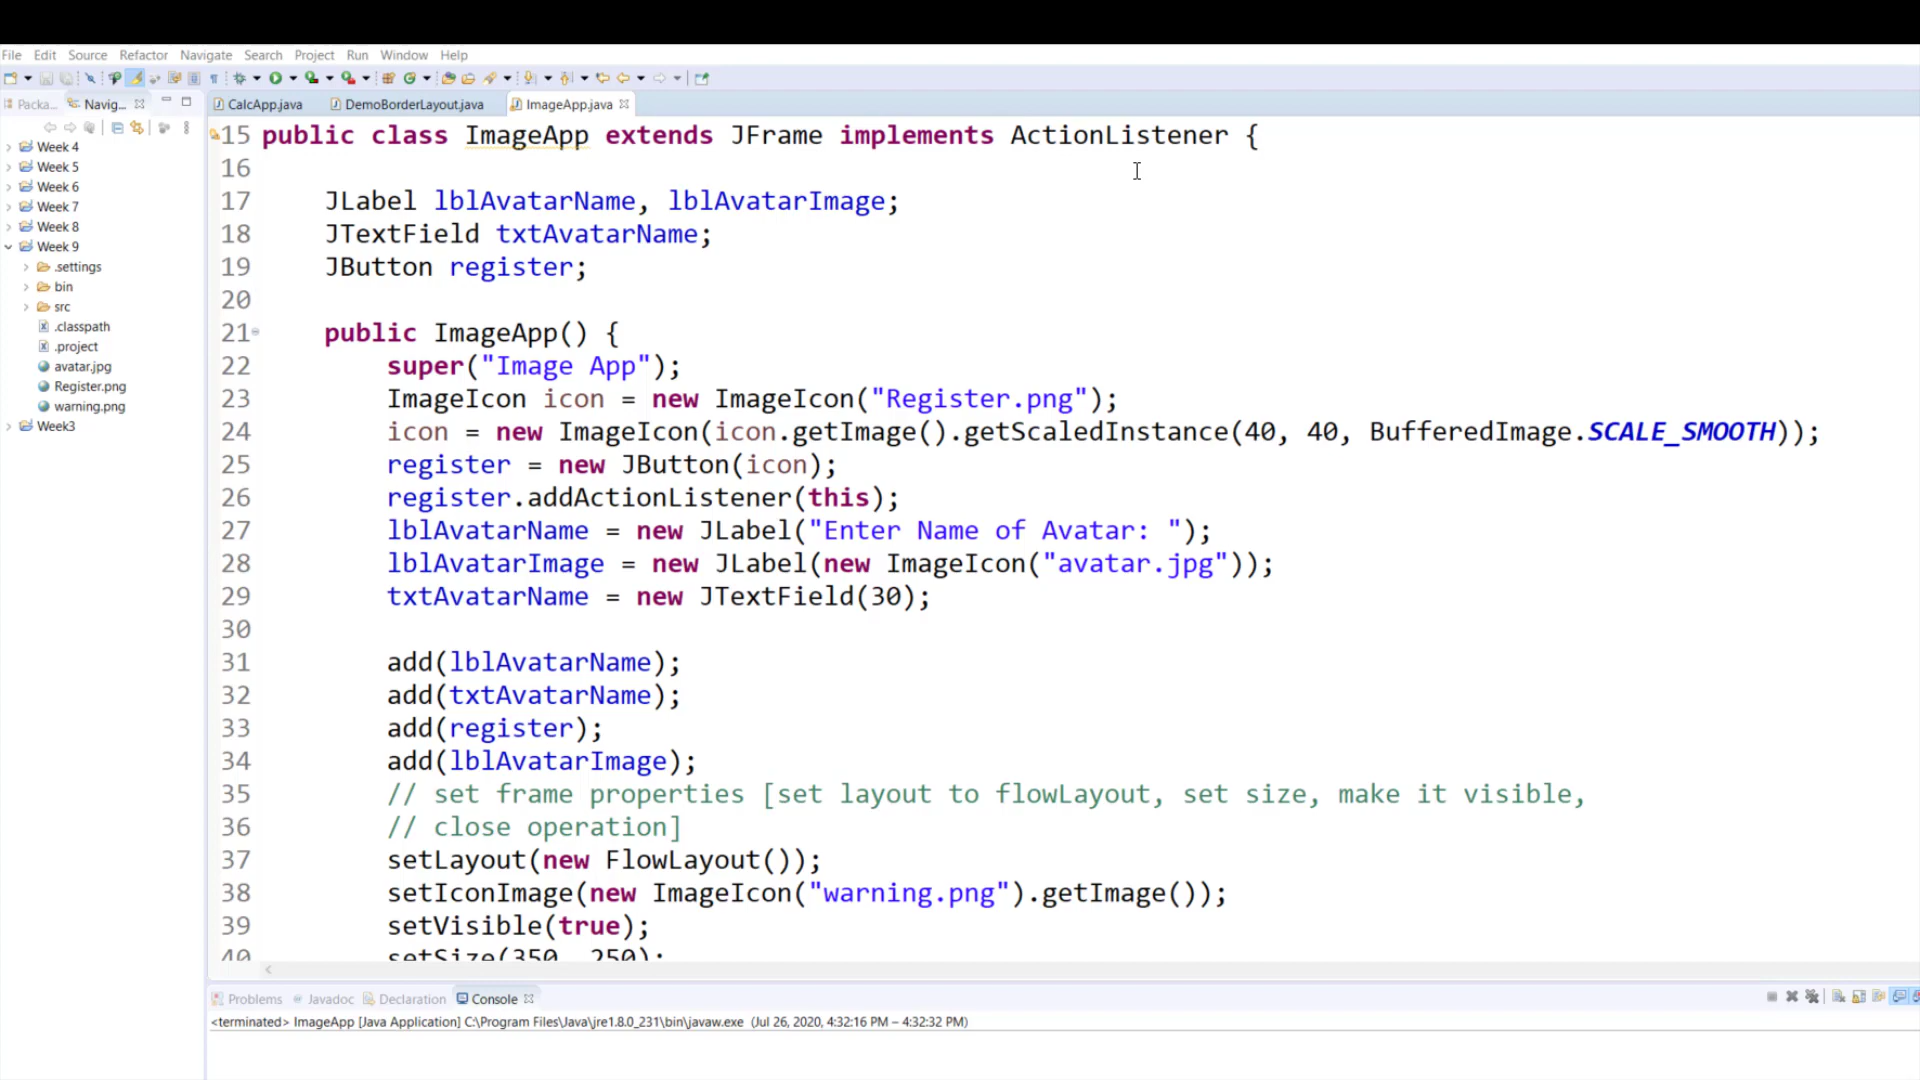 File Edit Source Refactor Navigate Search Project Run Window Help
Packa... Navig... CalcApp.java DemoBorderLayout.java ImageApp.java
Week 4
Week 5
Week 6
Week 7
Week 8
Week 9
.settings
bin
src
.classpath
.project
avatar.jpg
Register.png
warning.png
Week3
15 public class ImageApp extends JFrame implements ActionListener {
16
17 JLabel lblAvatarName, lblAvatarImage;
18 JTextField txtAvatarName;
19 JButton register;
20
21 public ImageApp() {
22 super("Image App");
23 ImageIcon icon = new ImageIcon("Register.png");
24 icon = new ImageIcon(icon.getImage().getScaledInstance(40, 40, BufferedImage.SCALE_SMOOTH));
25 register = new JButton(icon);
26 register.addActionListener(this);
27 lblAvatarName = new JLabel("Enter Name of Avatar: ");
28 lblAvatarImage = new JLabel(new ImageIcon("avatar.jpg"));
29 txtAvatarName = new JTextField(30);
30
31 add(lblAvatarName);
32 add(txtAvatarName);
33 add(register);
34 add(lblAvatarImage);
35 // set frame properties [set layout to flowLayout, set size, make it visible,
36 // close operation]
37 setLayout(new FlowLayout());
38 setIconImage(new ImageIcon("warning.png").getImage());
39 setVisible(true);
40 setSize(350, 250);
Problems Javadoc Declaration Console
<terminated> ImageApp [Java Application] C:\Program Files\Java\jre1.8.0_231\bin\javaw.exe (Jul 26, 2020, 4:32:16 PM – 4:32:32 PM)